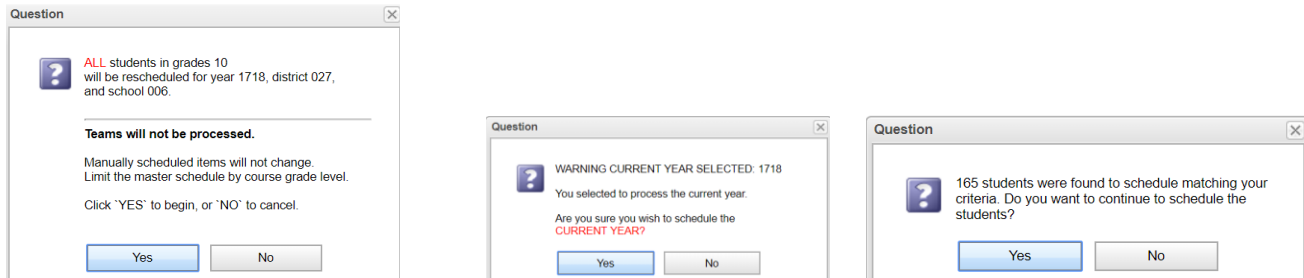 Question
ALL students in grades 10
will be rescheduled for year 1718, district 027,
and school 006.
Teams will not be processed.
Manually scheduled items will not change.
Limit the master schedule by course grade level.
Click `YES` to begin, or `NO` to cancel.
Yes
No
Question
WARNING CURRENT YEAR SELECTED: 1718
You selected to process the current year.
Are you sure you wish to schedule the
CURRENT YEAR?
Yes
No
Question
165 students were found to schedule matching your
criteria. Do you want to continue to schedule the
students?
Yes
No